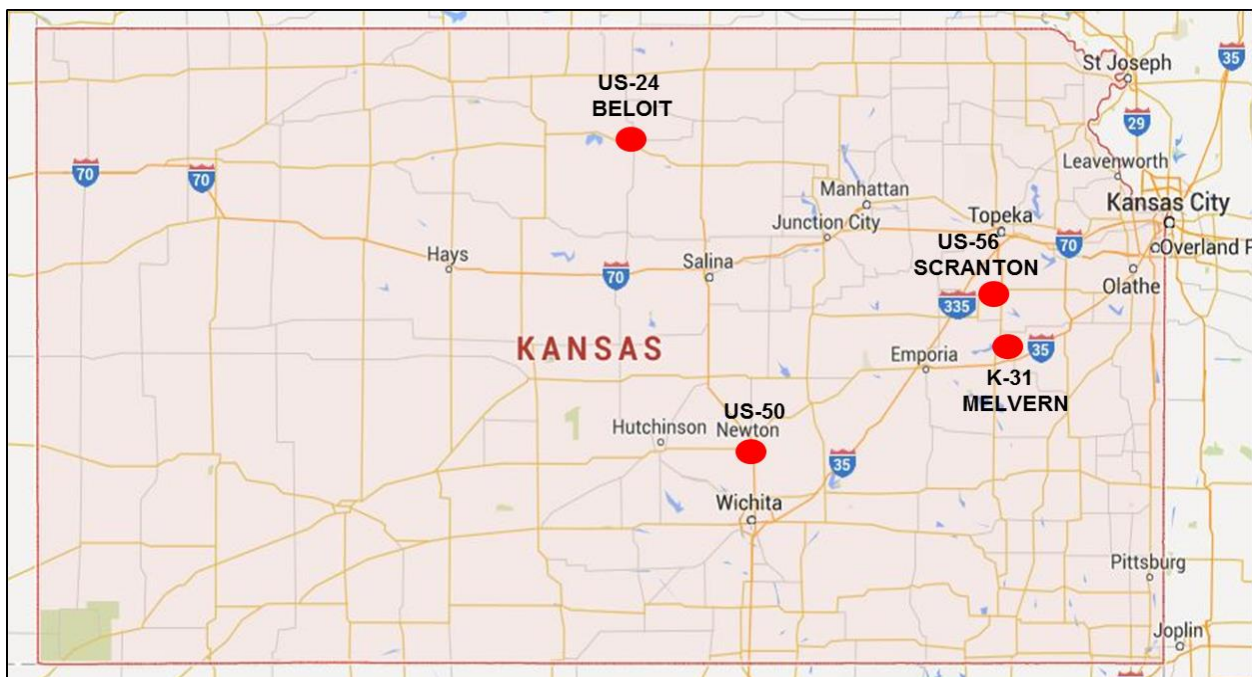 St Joseph
35
US-24
BELOIT
29
Leavenworth
70
70
Manhattan
Kansas City
Junction City
Topeka
US-56
SCRANTON
70
Overland P
Hays
70
Salina
Olathe
335
KANSAS
Emporia
35
K-31
MELVERN
US-50
Hutchinson
Newton
35
Wichita
Pittsburg
Joplin